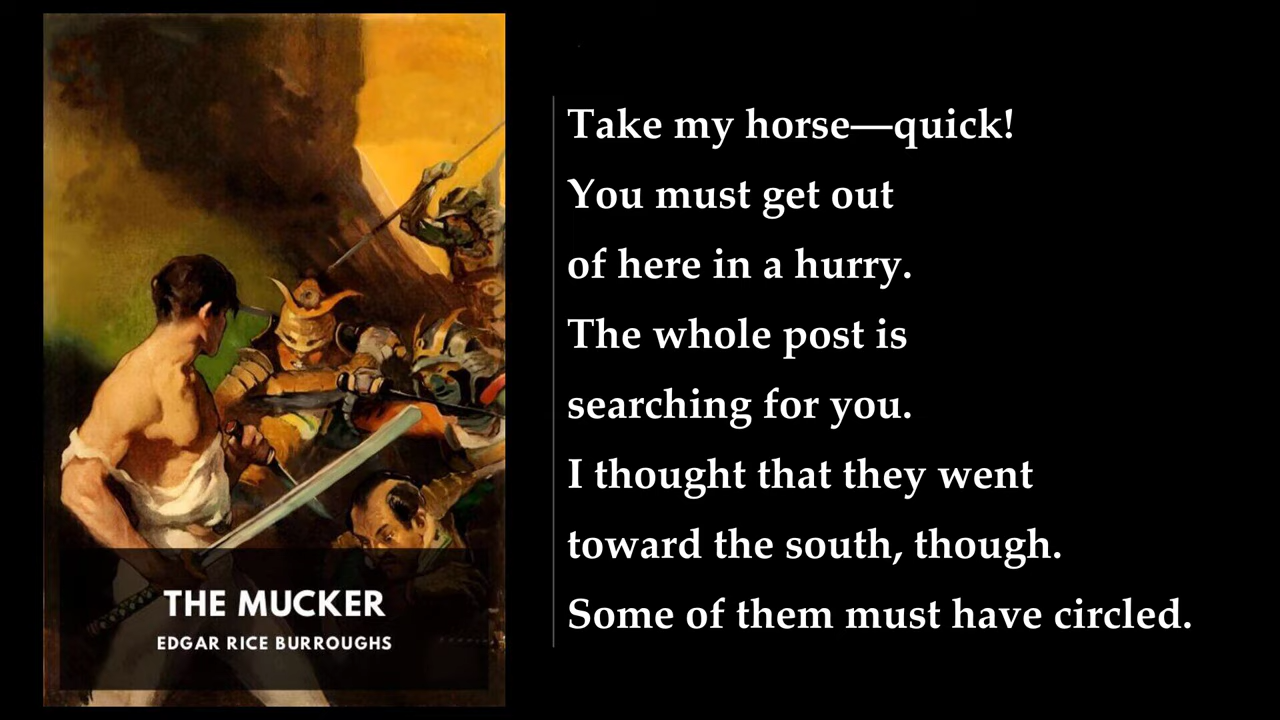 THE MUCKER
EDGAR RICE BURROUGHS
Take my horse—quick!
You must get out
of here in a hurry.
The whole post is
searching for you.
I thought that they went
toward the south, though.
Some of them must have circled.